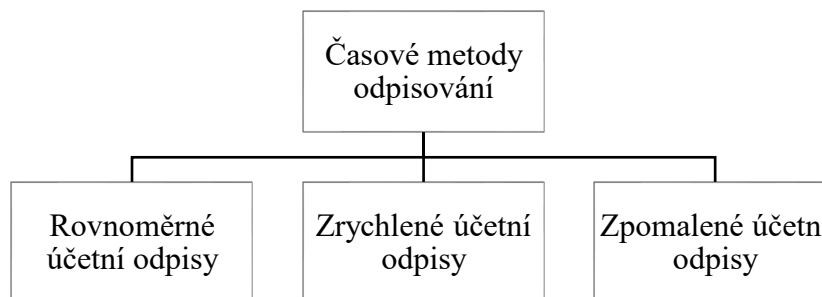 Časové metody
odpisování
Rovnoměrné
účetní odpisy
Zrychlené účetní
odpisy
Zpomalené účetn
odpisy